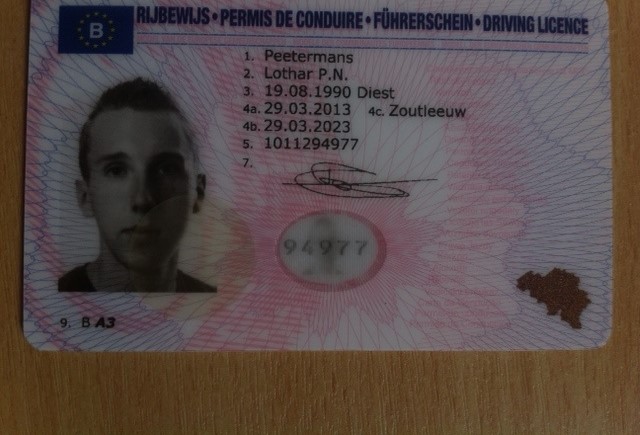 B
RIJBEWIJS • PERMIS DE CONDUIRE • FÜHRERSCHEIN • DRIVING LICENCE
1. Peetermans
2. Lothar P.N.
3. 19.08.1990 Diest
4a. 29.03.2013 4c. Zoutleeuw
4b. 29.03.2023
5. 1011294977
7.
94977
9. B A3